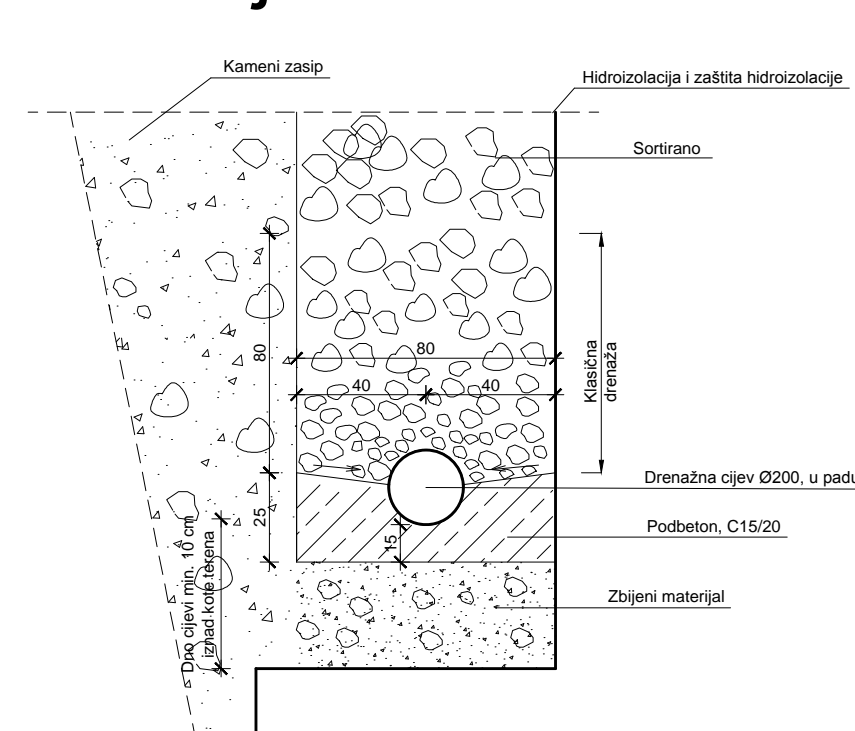 Kameni zasip
Hidroizolacija i zaštita hidroizolacije
Sortirano
80
80
40
40
Klasična
drenaža
Drenažna cijev Ø200, u padu
25
15
Podbeton, C15/20
Dno cijevi min. 10 cm
iznad kote temena
Zbijeni materijal